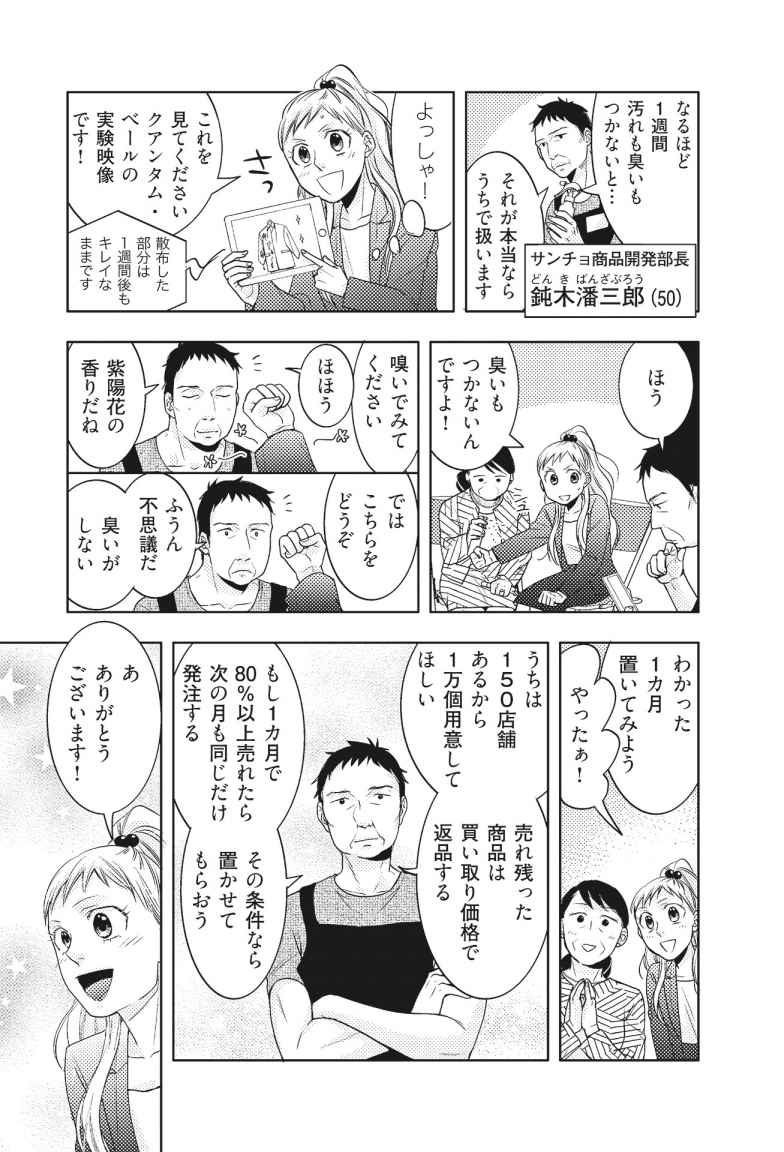 なるほど
1週間
汚れも臭いも
つかないと…
それが本当なら
うちで扱います
サンチョ商品開発部長
どんきばんざぶろう
鈍木潘三郎(50)
よっしゃ!
これを
見てください
クアンタム・
ベールの
実験映像
です!
散布した
部分は
1週間後も
キレイな
ままです
ほう
臭いも
つかないん
ですよ!
嗅いでみて
ください
ほほう
紫陽花の
香りだね
では
こちらを
どうぞ
ふうん
不思議だ
臭いが
しない
わかった
1カ月
置いてみよう
やったぁ!
うちは
150店舗
あるから
1万個用意して
ほしい
売れ残った
商品は
買い取り価格で
返品する
もし1カ月で
80%以上売れたら
次の月も同じだけ
発注する
その条件なら
置かせて
もらおう
あ
ありがとう
ございます!